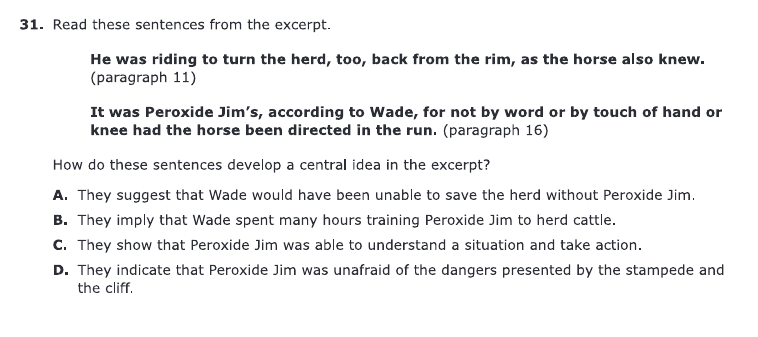 31. Read these sentences from the excerpt.
He was riding to turn the herd, too, back from the rim, as the horse also knew.
(paragraph 11)
It was Peroxide Jim’s, according to Wade, for not by word or by touch of hand or
knee had the horse been directed in the run. (paragraph 16)
How do these sentences develop a central idea in the excerpt?
A. They suggest that Wade would have been unable to save the herd without Peroxide Jim.
B. They imply that Wade spent many hours training Peroxide Jim to herd cattle.
C. They show that Peroxide Jim was able to understand a situation and take action.
D. They indicate that Peroxide Jim was unafraid of the dangers presented by the stampede and
the cliff.